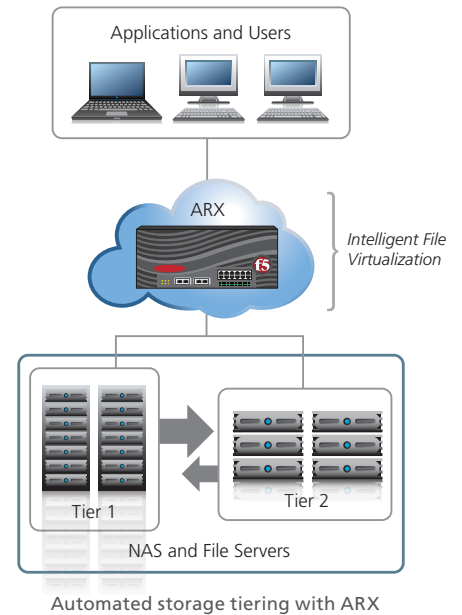 Applications and Users
ARX
f5
Intelligent File
Virtualization
Tier 1
Tier 2
NAS and File Servers
Automated storage tiering with ARX